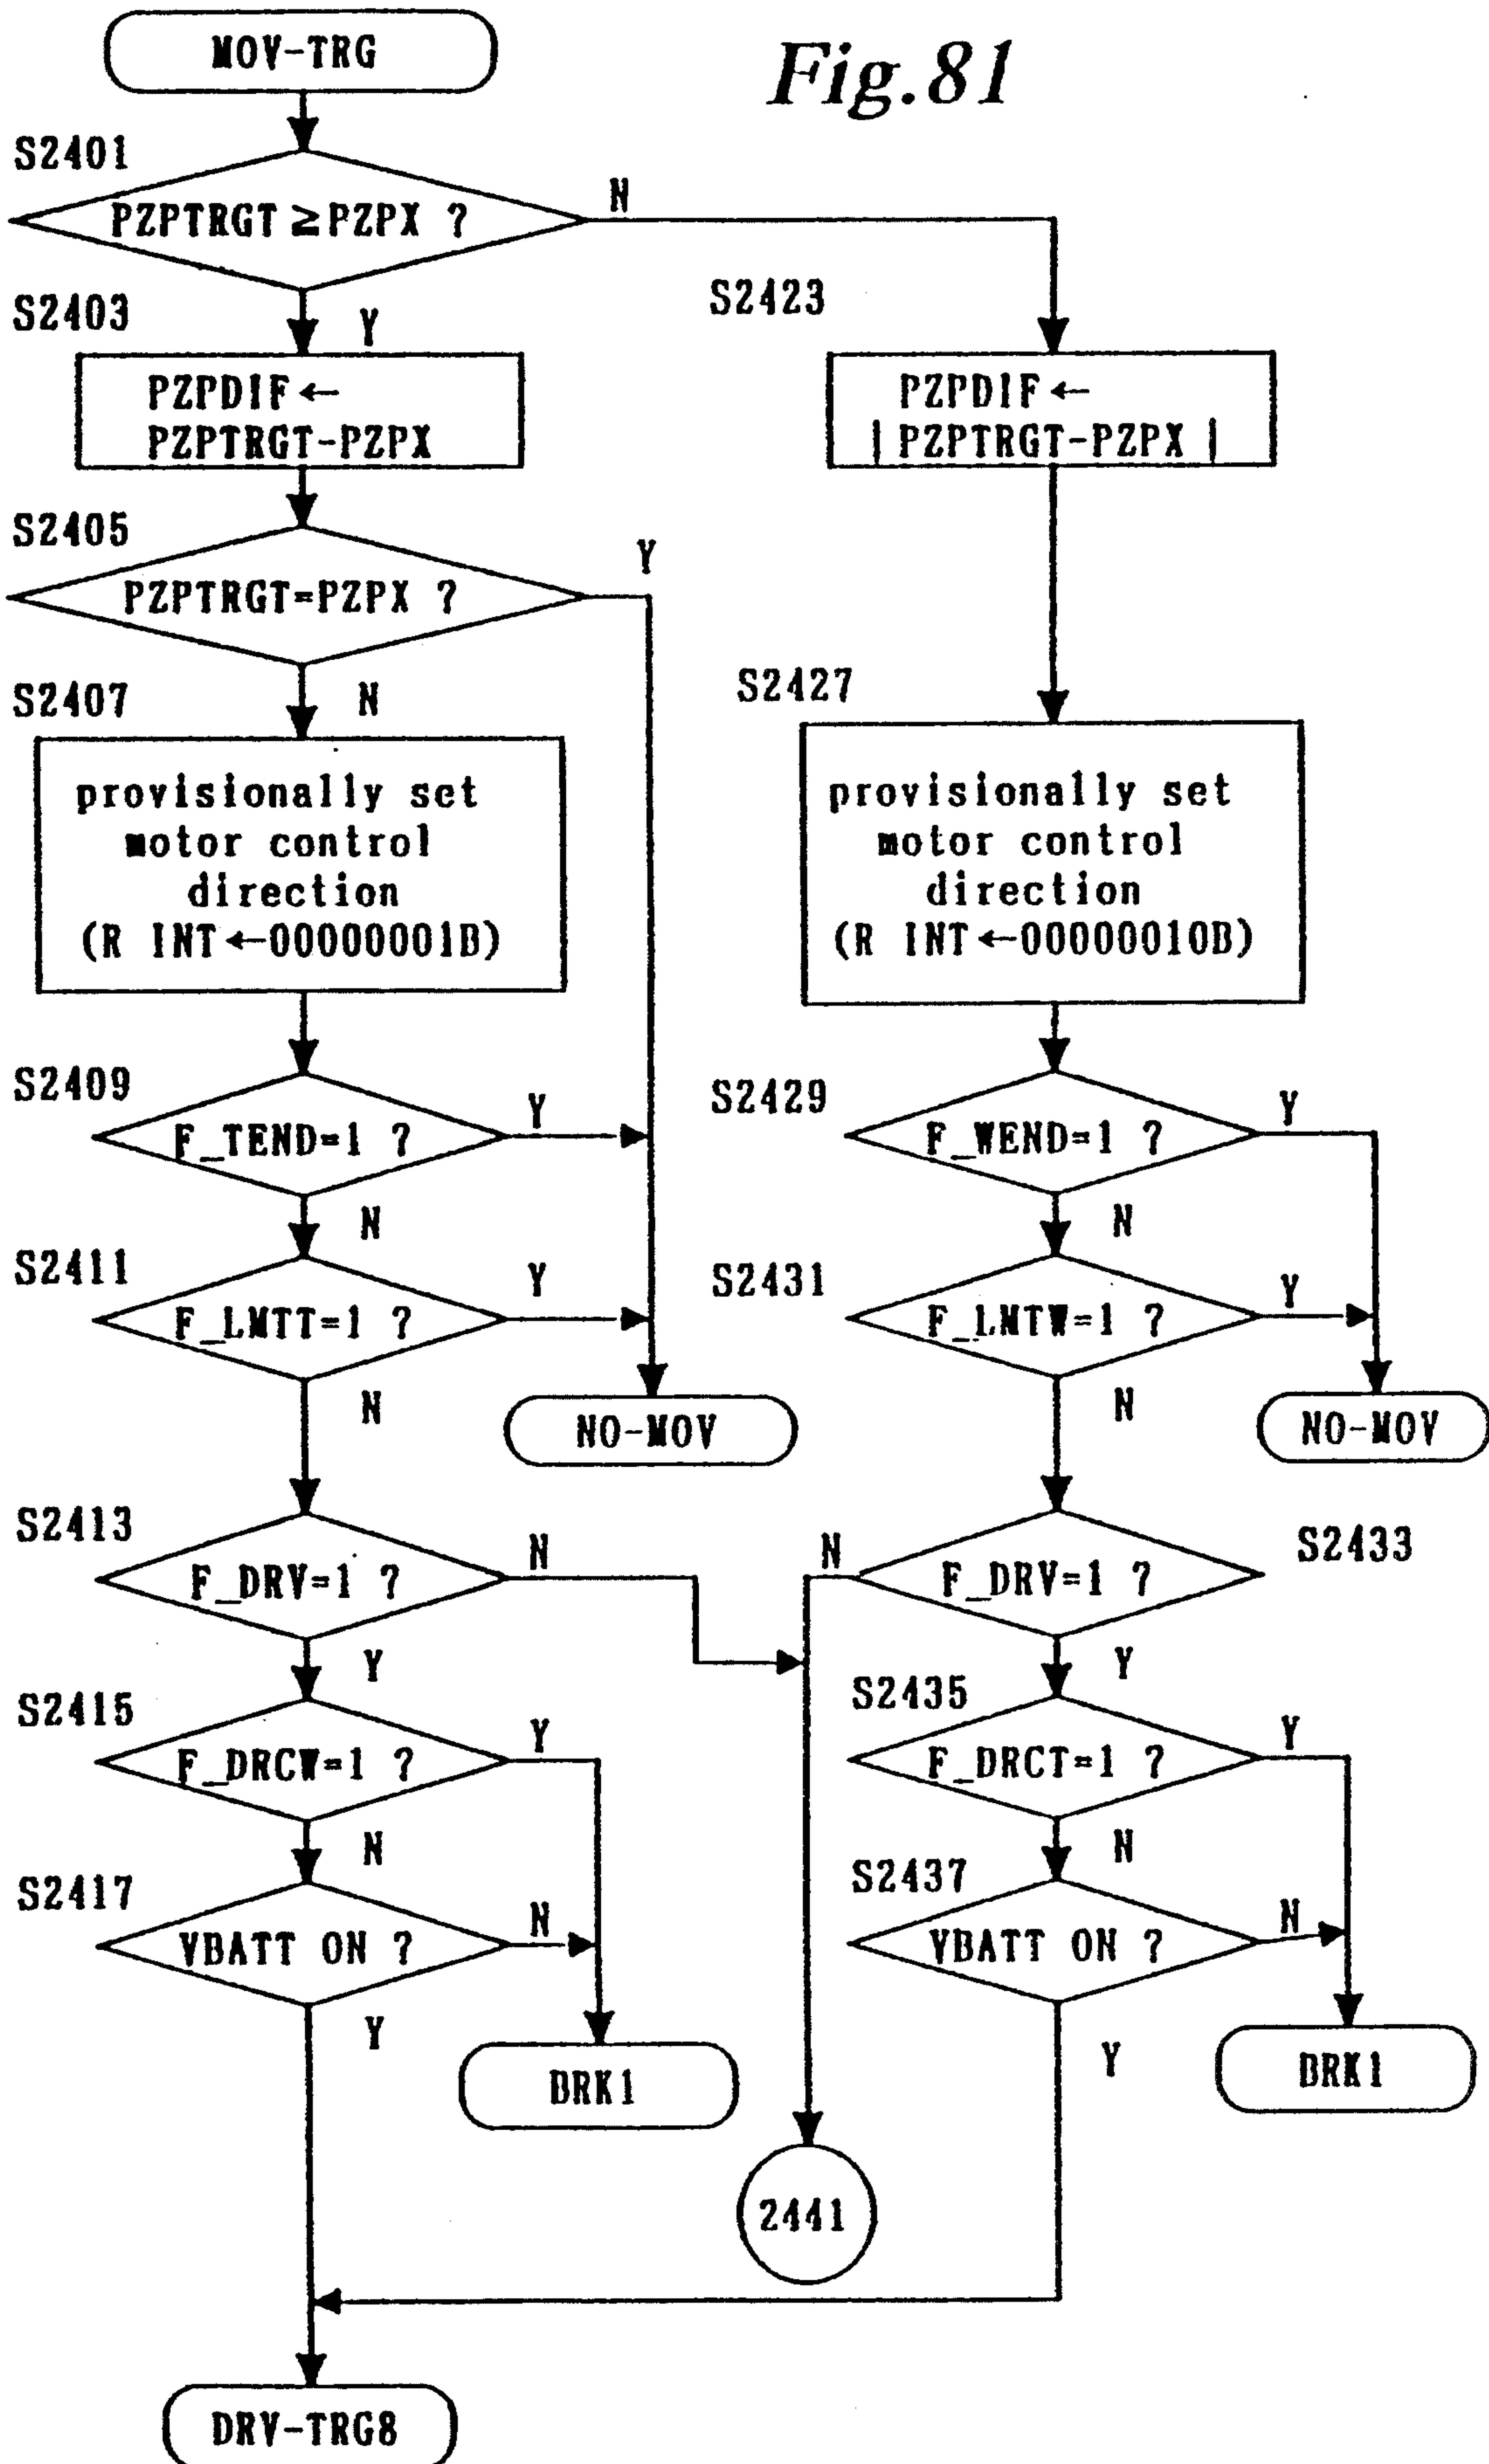 MOV-TRG
Fig.81
S2401
PZPTRGT≧PZPX ?
N
S2403
Y
S2423
PZPDIF←
PZPTRGT-PZPX
PZPDIF←
| PZPTRGT-PZPX |
S2405
PZPTRGT=PZPX ?
Y
S2407
N
S2427
provisionally set
motor control
direction
(R INT←00000001B)
provisionally set
motor control
direction
(R INT←00000010B)
S2409
F_TEND=1 ?
Y
S2429
F_WEND=1 ?
Y
N
N
S2411
F_LMTT=1 ?
Y
S2431
F_LMTW=1 ?
Y
N
N
NO-MOV
NO-MOV
S2413
F_DRV=1 ?
N
N
F_DRV=1 ?
S2433
Y
Y
S2415
F_DRCW=1 ?
Y
S2435
F_DRCT=1 ?
Y
N
N
S2417
VBATT ON ?
N
S2437
VBATT ON ?
N
Y
Y
BRK1
BRK1
2441
DRV-TRG8